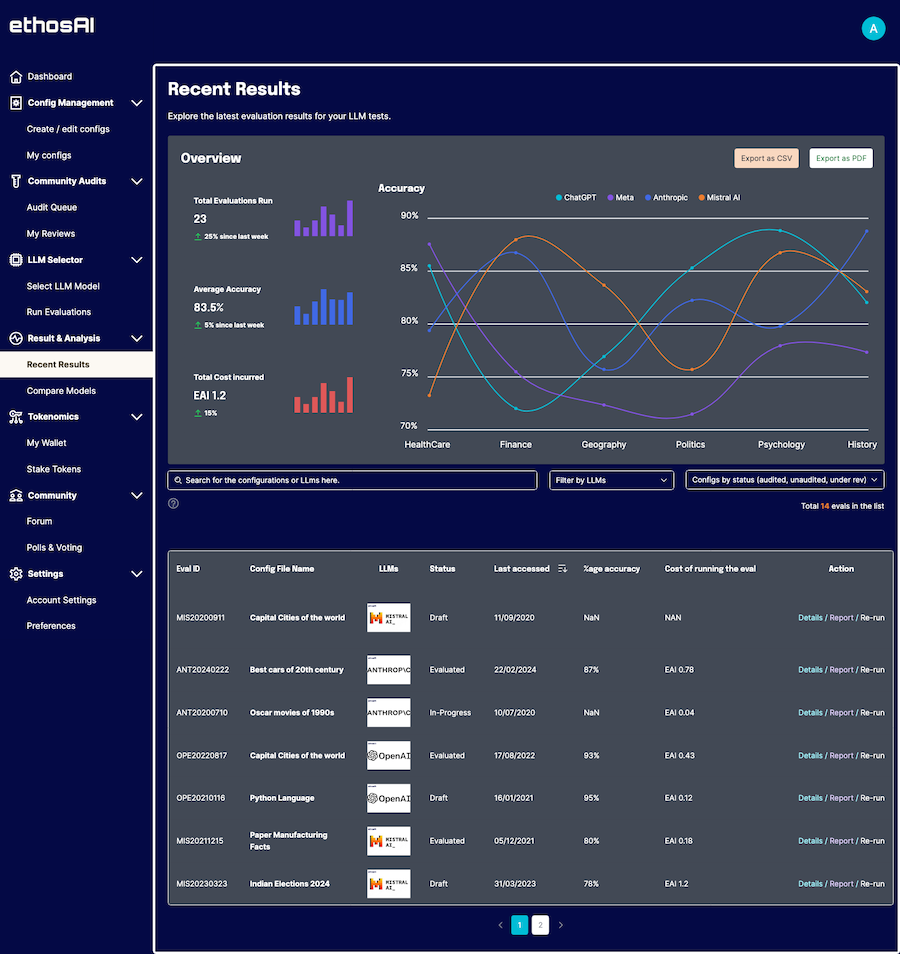 ethosAI
A
Dashboard
Config Management
Create / edit configs
My configs
Community Audits
Audit Queue
My Reviews
LLM Selector
Select LLM Model
Run Evaluations
Result & Analysis
Recent Results
Compare Models
Tokenomics
My Wallet
Stake Tokens
Community
Forum
Polls & Voting
Settings
Account Settings
Preferences
Recent Results
Explore the latest evaluation results for your LLM tests.
Overview
Export as CSV
Export as PDF
Total Evaluations Run
23
25% since last week
Average Accuracy
83.5%
5% since last week
Total Cost incurred
EAI 1.2
15%
Accuracy
ChatGPT Meta Anthropic Mistral AI
90%
85%
80%
75%
70%
HealthCare Finance Geography Politics Psychology History
Search for the configurations or LLms here.
Filter by LLMs
Configs by status (audited, unaudited, under rev)
?
Total 14 evals in the list
Eval ID Config File Name LLMs Status Last accessed %age accuracy Cost of running the eval Action
MIS20200911 Capital Cities of the world MISTRAL AI_ Draft 11/09/2020 NaN NAN Details / Report / Re-run
ANT20240222 Best cars of 20th century ANTHROP\C Evaluated 22/02/2024 87% EAI 0.78 Details / Report / Re-run
ANT20200710 Oscar movies of 1990s ANTHROP\C In-Progress 10/07/2020 NaN EAI 0.04 Details / Report / Re-run
OPE20220817 Capital Cities of the world OpenAI Evaluated 17/08/2022 93% EAI 0.43 Details / Report / Re-run
OPE20210116 Python Language OpenAI Draft 16/01/2021 95% EAI 0.12 Details / Report / Re-run
MIS20211215 Paper Manufacturing Facts MISTRAL AI_ Evaluated 05/12/2021 80% EAI 0.18 Details / Report / Re-run
MIS20230323 Indian Elections 2024 MISTRAL AI_ Draft 31/03/2023 78% EAI 1.2 Details / Report / Re-run
1 2